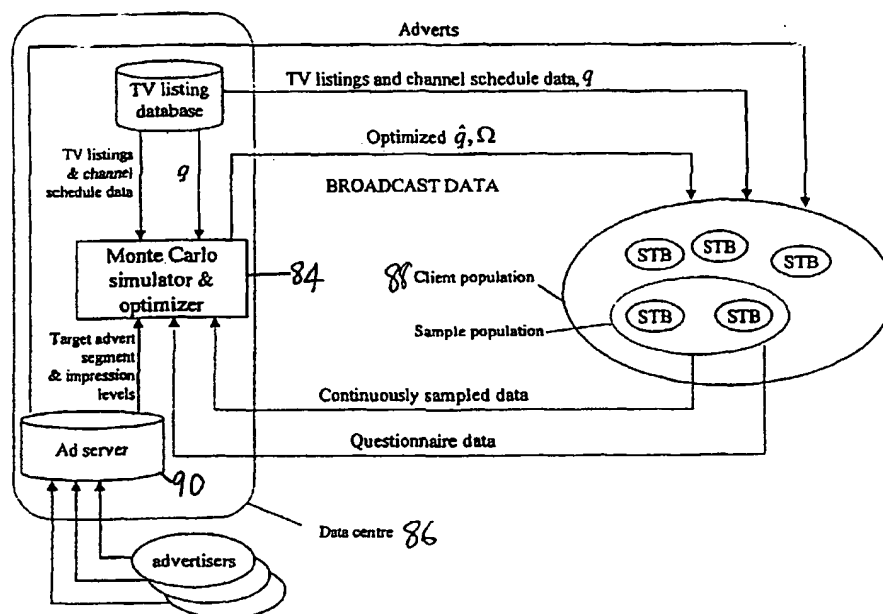 Adverts
TV listing
database
TV listings and channel schedule data, q
TV listings
& channel
schedule data
q
Optimized q̂, Ω
BROADCAST DATA
Monte Carlo
simulator &
optimizer
84
88 Client population
STB
STB
STB
Sample population
STB
STB
Target advert
segment
& impression
levels
Continuously sampled data
Questionnaire data
Ad server
90
Data centre 86
advertisers